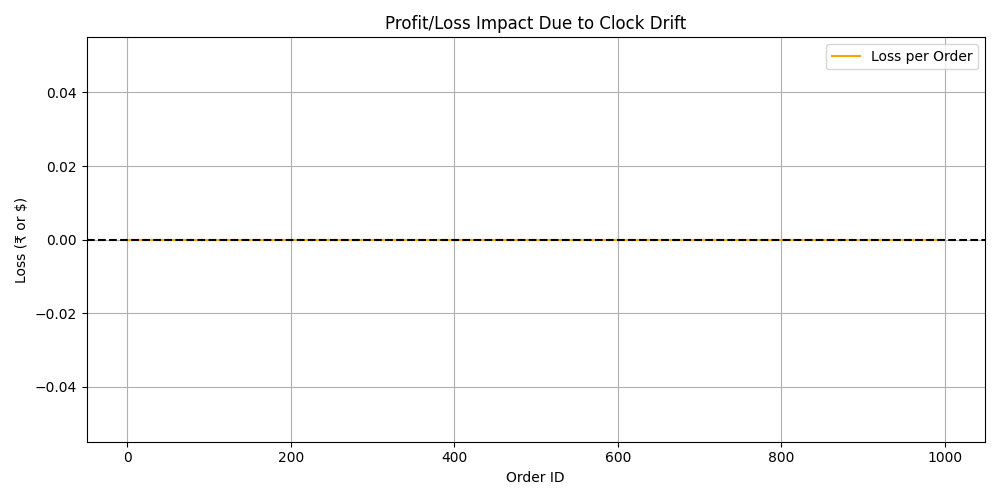 Profit/Loss Impact Due to Clock Drift
Loss per Order
Loss (₹ or $)
0.04
0.02
0.00
−0.02
−0.04
0 200 400 600 800 1000
Order ID